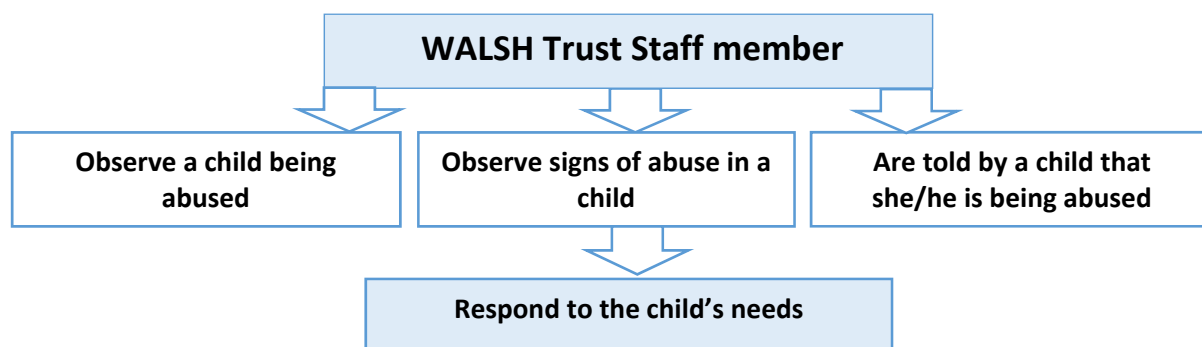 WALSH Trust Staff member
Observe a child being
abused
Observe signs of abuse in a
child
Are told by a child that
she/he is being abused
Respond to the child’s needs